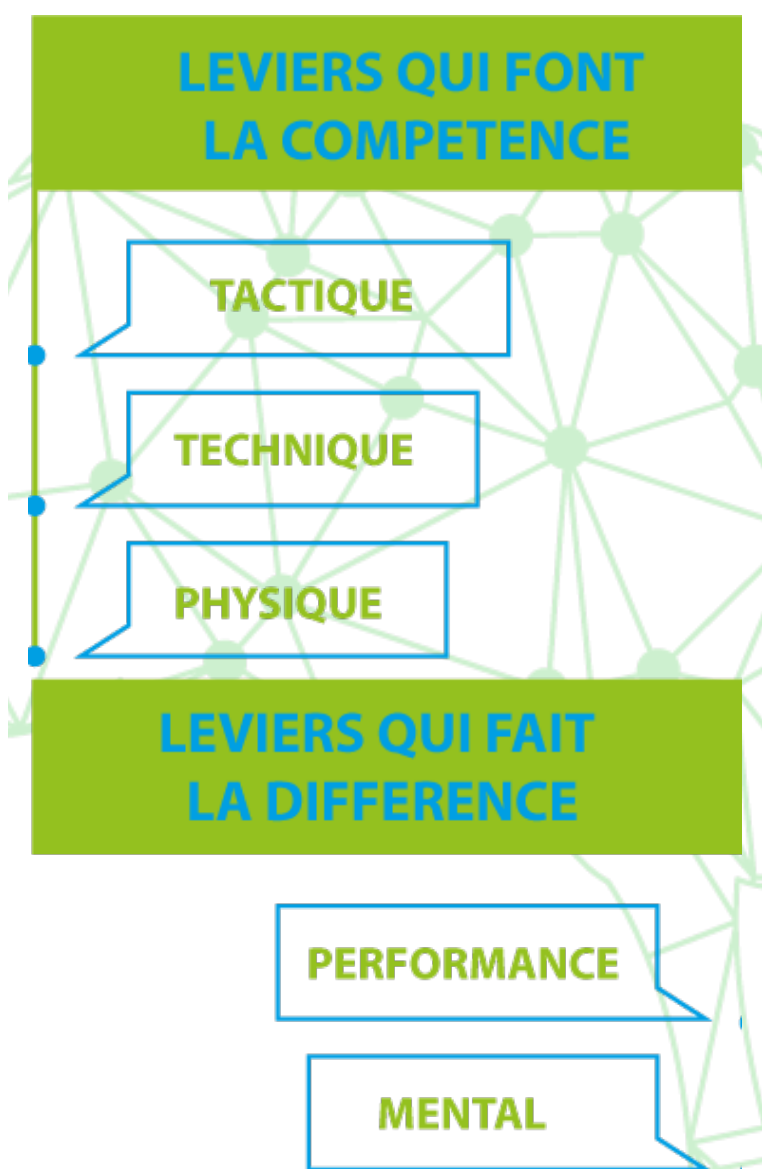 LEVIERS QUI FONT
LA COMPETENCE
TACTIQUE
TECHNIQUE
PHYSIQUE
LEVIERS QUI FAIT
LA DIFFERENCE
PERFORMANCE
MENTAL